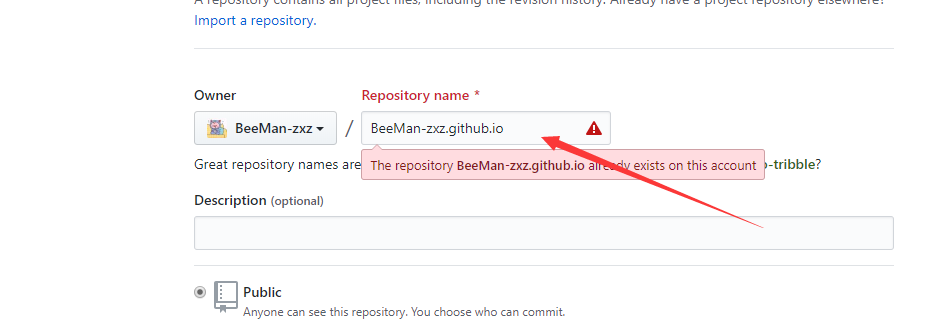 A repository contains all project files, including the revision history. Already have a project repository elsewhere?
Import a repository.
Owner
Repository name *
BeeMan-zxz
/
BeeMan-zxz.github.io
The repository BeeMan-zxz.github.io already exists on this account
Great repository names are
-tribble?
Description (optional)
Public
Anyone can see this repository. You choose who can commit.